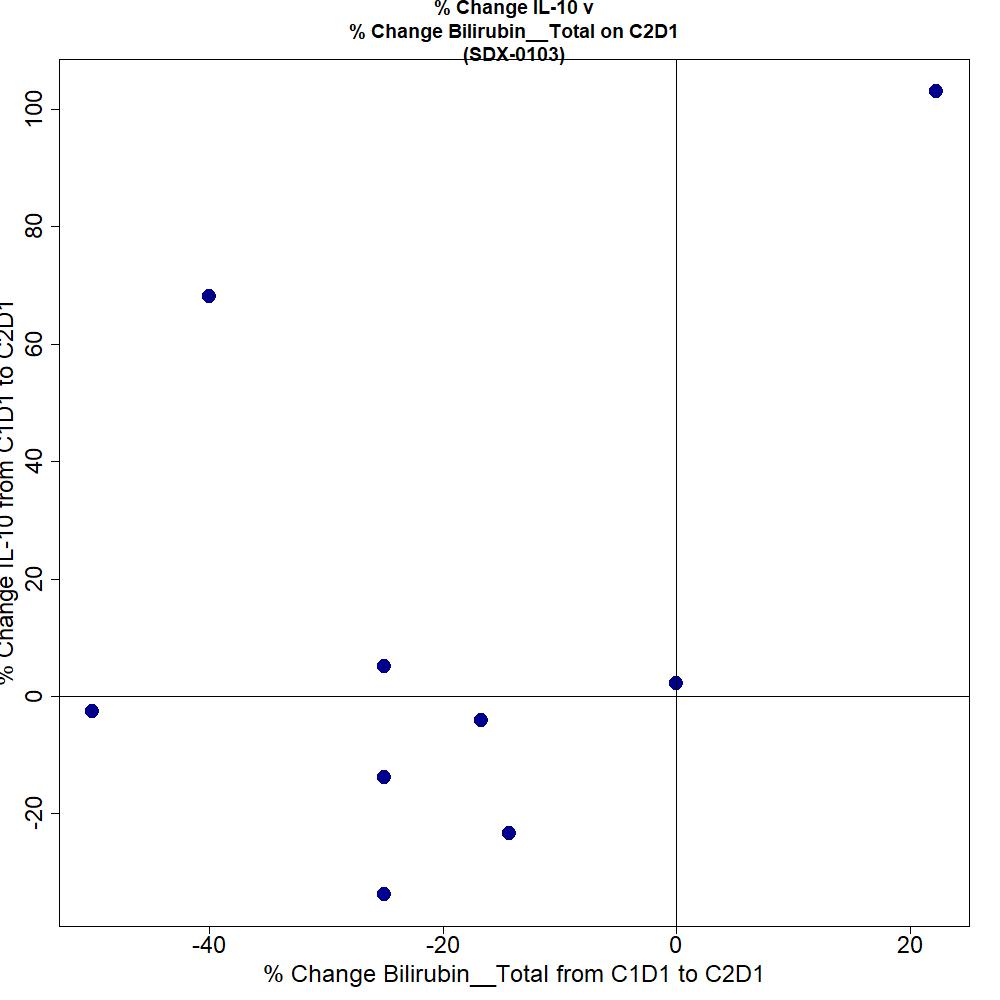 % Change IL-10 v
% Change Bilirubin__Total on C2D1
(SDX-0103)
% Change IL-10 from C1D1 to C2D1
100
80
60
40
20
0
-20
-40
-20
0
20
% Change Bilirubin__Total from C1D1 to C2D1